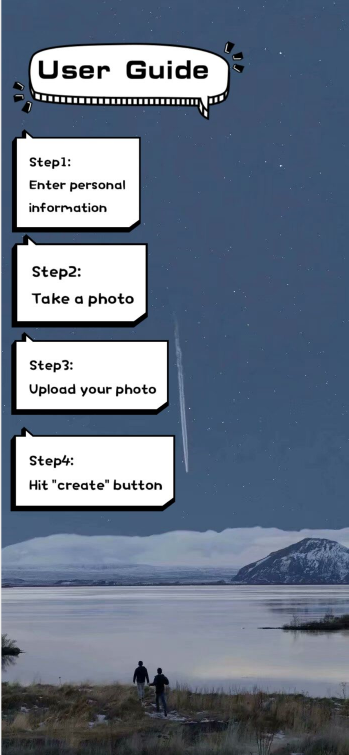 User Guide
Step1:
Enter personal
information
Step2:
Take a photo
Step3:
Upload your photo
Step4:
Hit "create" button